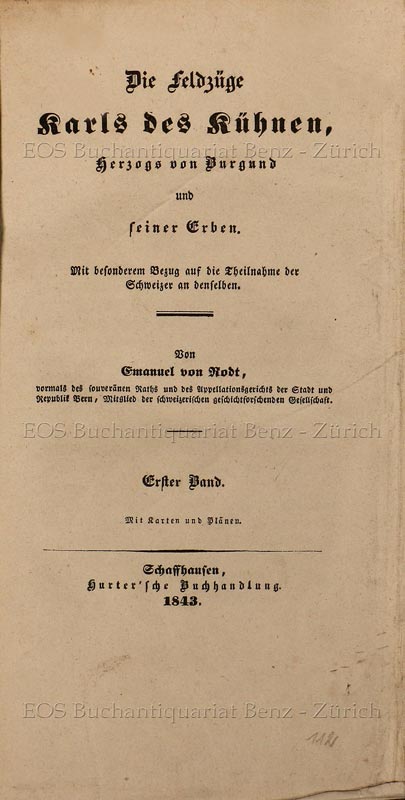 Die Feldzüge
Karls des Kühnen,
EOS Buchantiquariat Benz - Zürich
Herzogs von Burgund
und
seiner Erben.
Mit besonderem Bezug auf die Theilnahme der
Schweizer an denselben.
Von
Emanuel von Rodt,
vormals des souveränen Raths und des Appellationsgerichts der Stadt und
Republik Bern, Mitglied der schweizerischen geschichtforschenden Gesellschaft.
EOS Buchantiquariat Benz - Zürich
Erster Band.
Mit Karten und Plänen.
Schaffhausen,
Hurter'sche Buchhandlung.
1843.
EOS Buchantiquariat Benz - Zürich